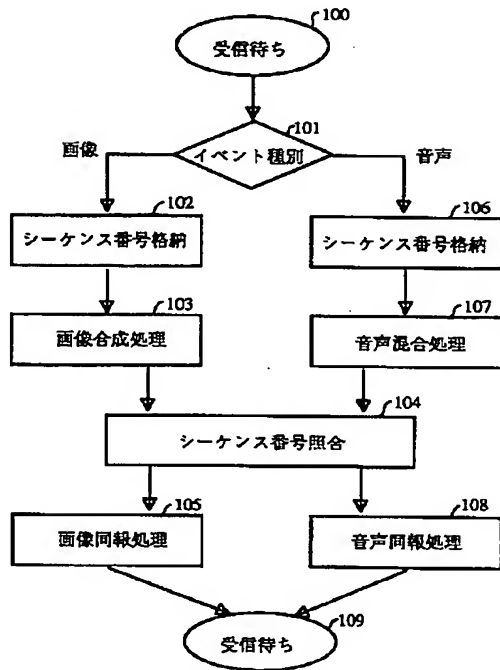 100
受信待ち
101
イベント種別
画像
音声
102
シーケンス番号格納
106
シーケンス番号格納
103
画像合成処理
107
音声混合処理
104
シーケンス番号照合
105
画像同報処理
108
音声同報処理
109
受信待ち